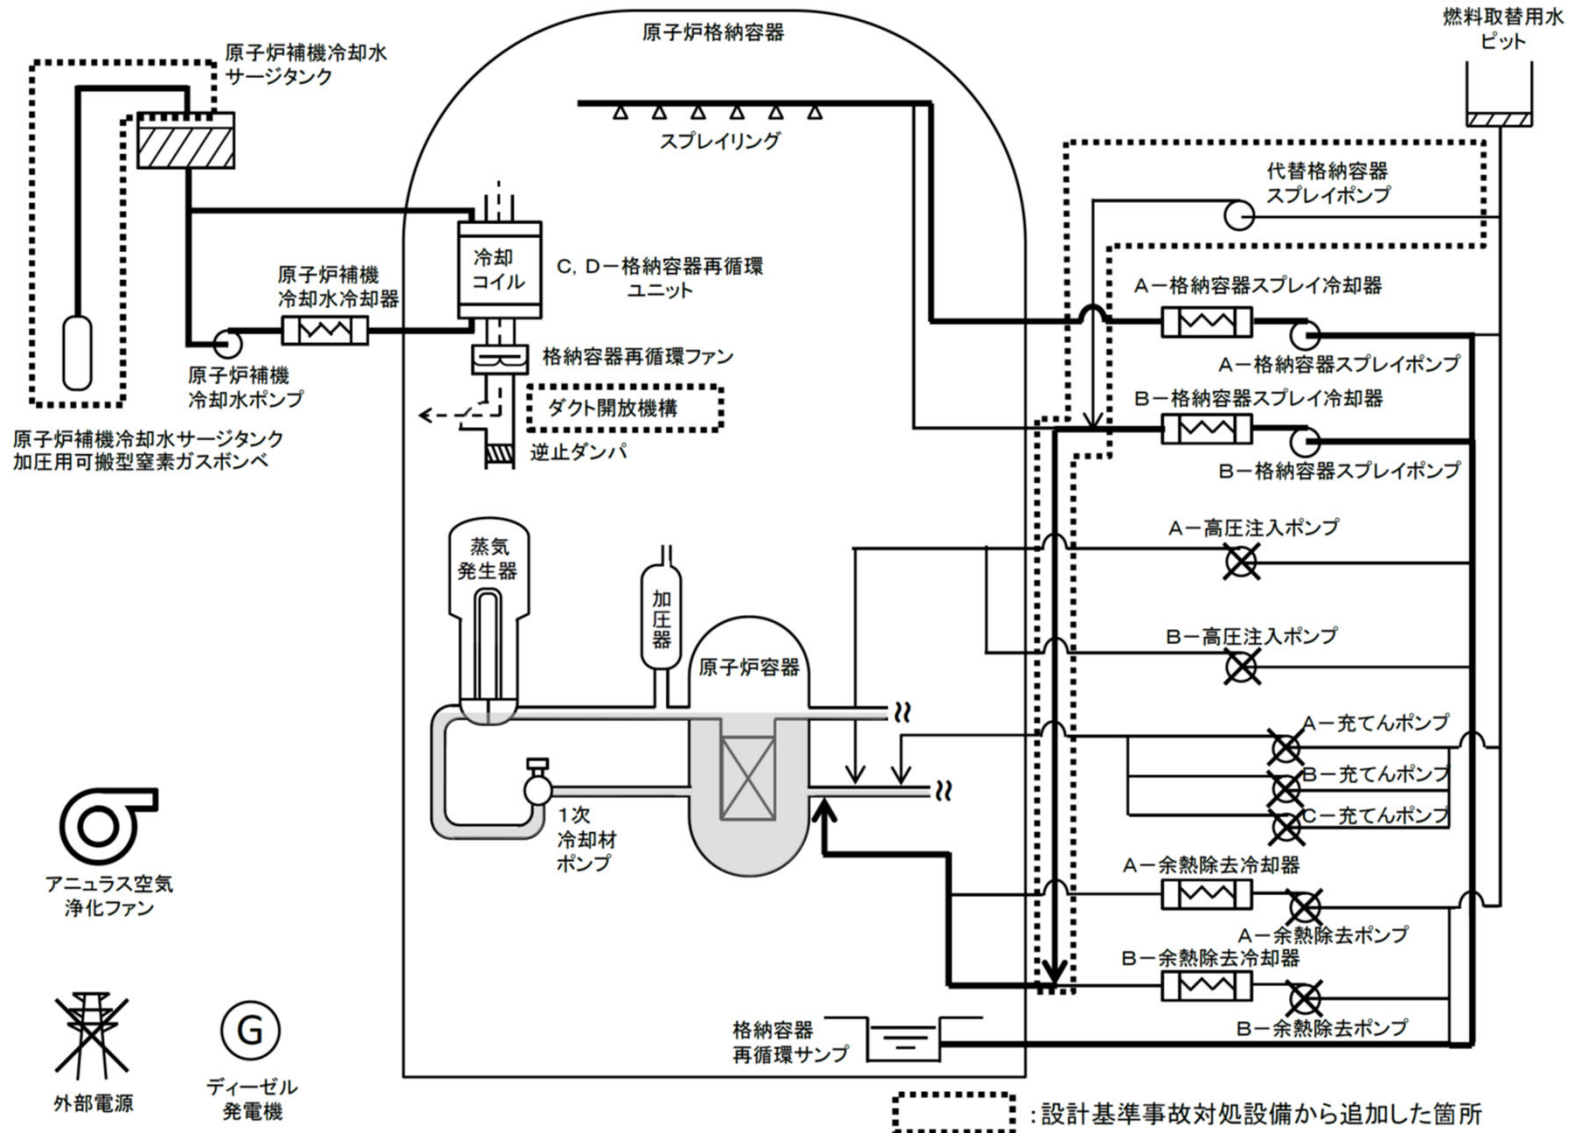 燃料取替用水
ピット
原子炉格納容器
原子炉補機冷却水
サージタンク
スプレイリング
代替格納容器
スプレイポンプ
冷却
コイル
C, D－格納容器再循環
ユニット
原子炉補機
冷却水冷却器
A－格納容器スプレイ冷却器
格納容器再循環ファン
A－格納容器スプレイポンプ
原子炉補機
冷却水ポンプ
ダクト開放機構
B－格納容器スプレイ冷却器
原子炉補機冷却水サージタンク
加圧用可搬型窒素ガスボンベ
逆止ダンパ
B－格納容器スプレイポンプ
蒸気
発生器
A－高圧注入ポンプ
加
圧
器
原子炉容器
B－高圧注入ポンプ
A－充てんポンプ
B－充てんポンプ
C－充てんポンプ
1次
冷却材
ポンプ
アニュラス空気
浄化ファン
A－余熱除去冷却器
A－余熱除去ポンプ
B－余熱除去冷却器
B－余熱除去ポンプ
格納容器
再循環サンプ
G
外部電源
ディーゼル
発電機
：設計基準事故対処設備から追加した箇所